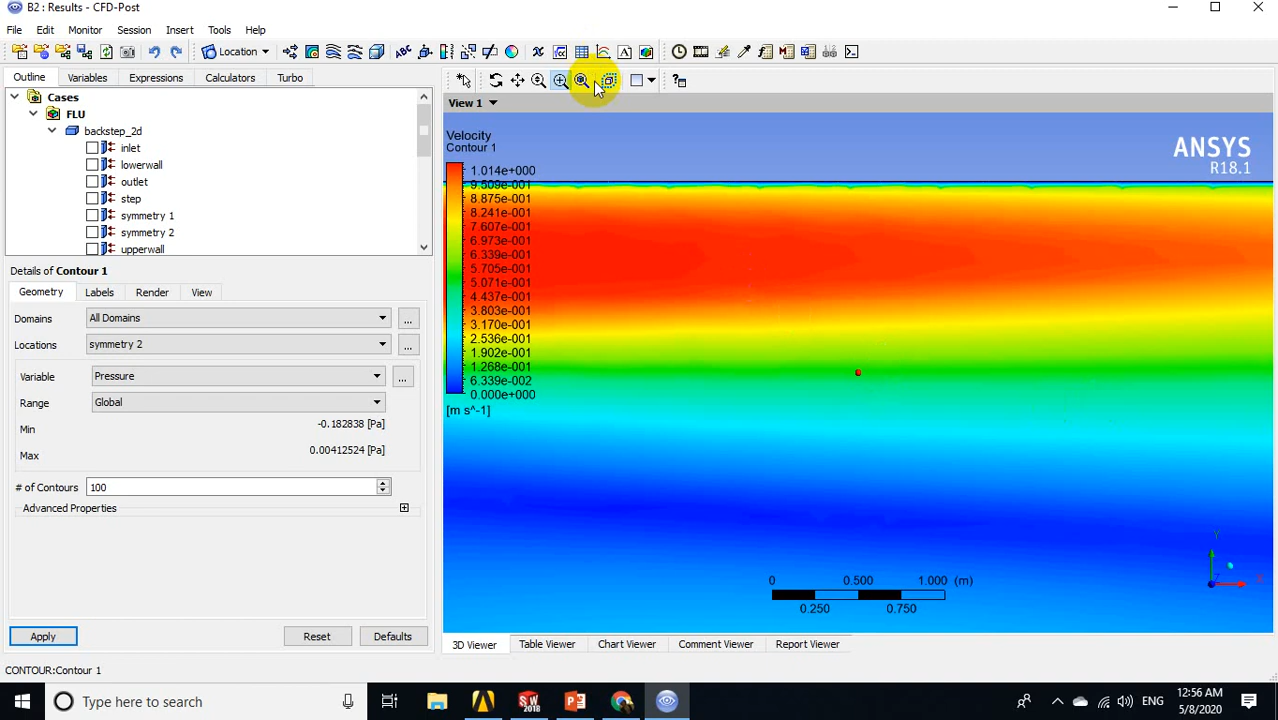 B2 : Results - CFD-Post
File Edit Monitor Session Insert Tools Help
Location
Outline Variables Expressions Calculators Turbo
Cases
FLU
backstep_2d
inlet
lowerwall
outlet
step
symmetry 1
symmetry 2
upperwall
Details of Contour 1
Geometry Labels Render View
Domains All Domains ...
Locations symmetry 2 ...
Variable Pressure ...
Range Global
Min -0.182838 [Pa]
Max 0.00412524 [Pa]
# of Contours 100
Advanced Properties
Apply Reset Defaults
CONTOUR:Contour 1
View 1
Velocity
Contour 1
1.014e+000
9.509e-001
8.875e-001
8.241e-001
7.607e-001
6.973e-001
6.339e-001
5.705e-001
5.071e-001
4.437e-001
3.803e-001
3.170e-001
2.536e-001
1.902e-001
1.268e-001
6.339e-002
0.000e+000
[m s^-1]
ANSYS
R18.1
0 0.500 1.000 (m)
0.250 0.750
Y
X
Z
3D Viewer Table Viewer Chart Viewer Comment Viewer Report Viewer
Type here to search
SW
2018
ENG
12:56 AM
5/8/2020